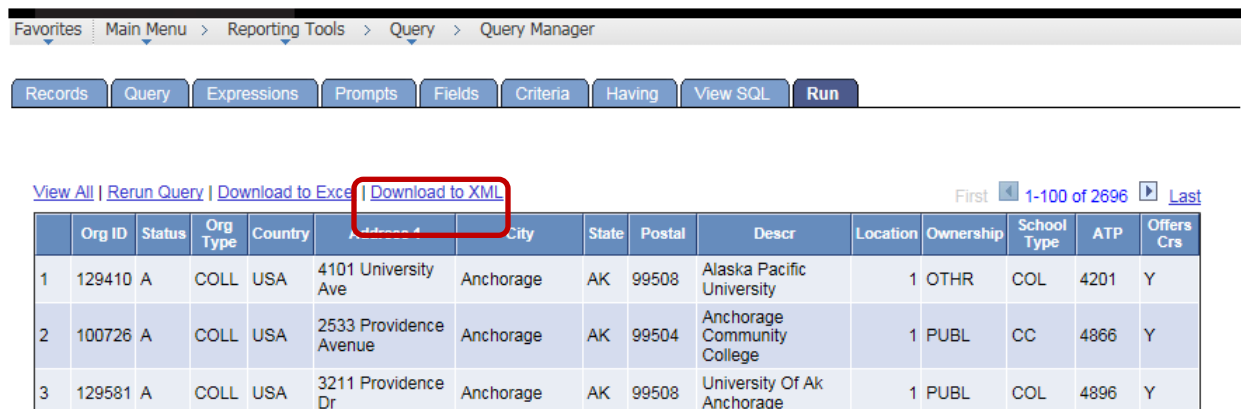 Favorites Main Menu > Reporting Tools > Query > Query Manager
Records Query Expressions Prompts Fields Criteria Having View SQL Run
View All | Rerun Query | Download to Excel | Download to XML First 1-100 of 2696 Last
Org ID Status Org Type Country Address 1 City State Postal Descr Location Ownership School Type ATP Offers Crs
1 129410 A COLL USA 4101 University Ave Anchorage AK 99508 Alaska Pacific University 1 OTHR COL 4201 Y
2 100726 A COLL USA 2533 Providence Avenue Anchorage AK 99504 Anchorage Community College 1 PUBL CC 4866 Y
3 129581 A COLL USA 3211 Providence Dr Anchorage AK 99508 University Of Ak Anchorage 1 PUBL COL 4896 Y